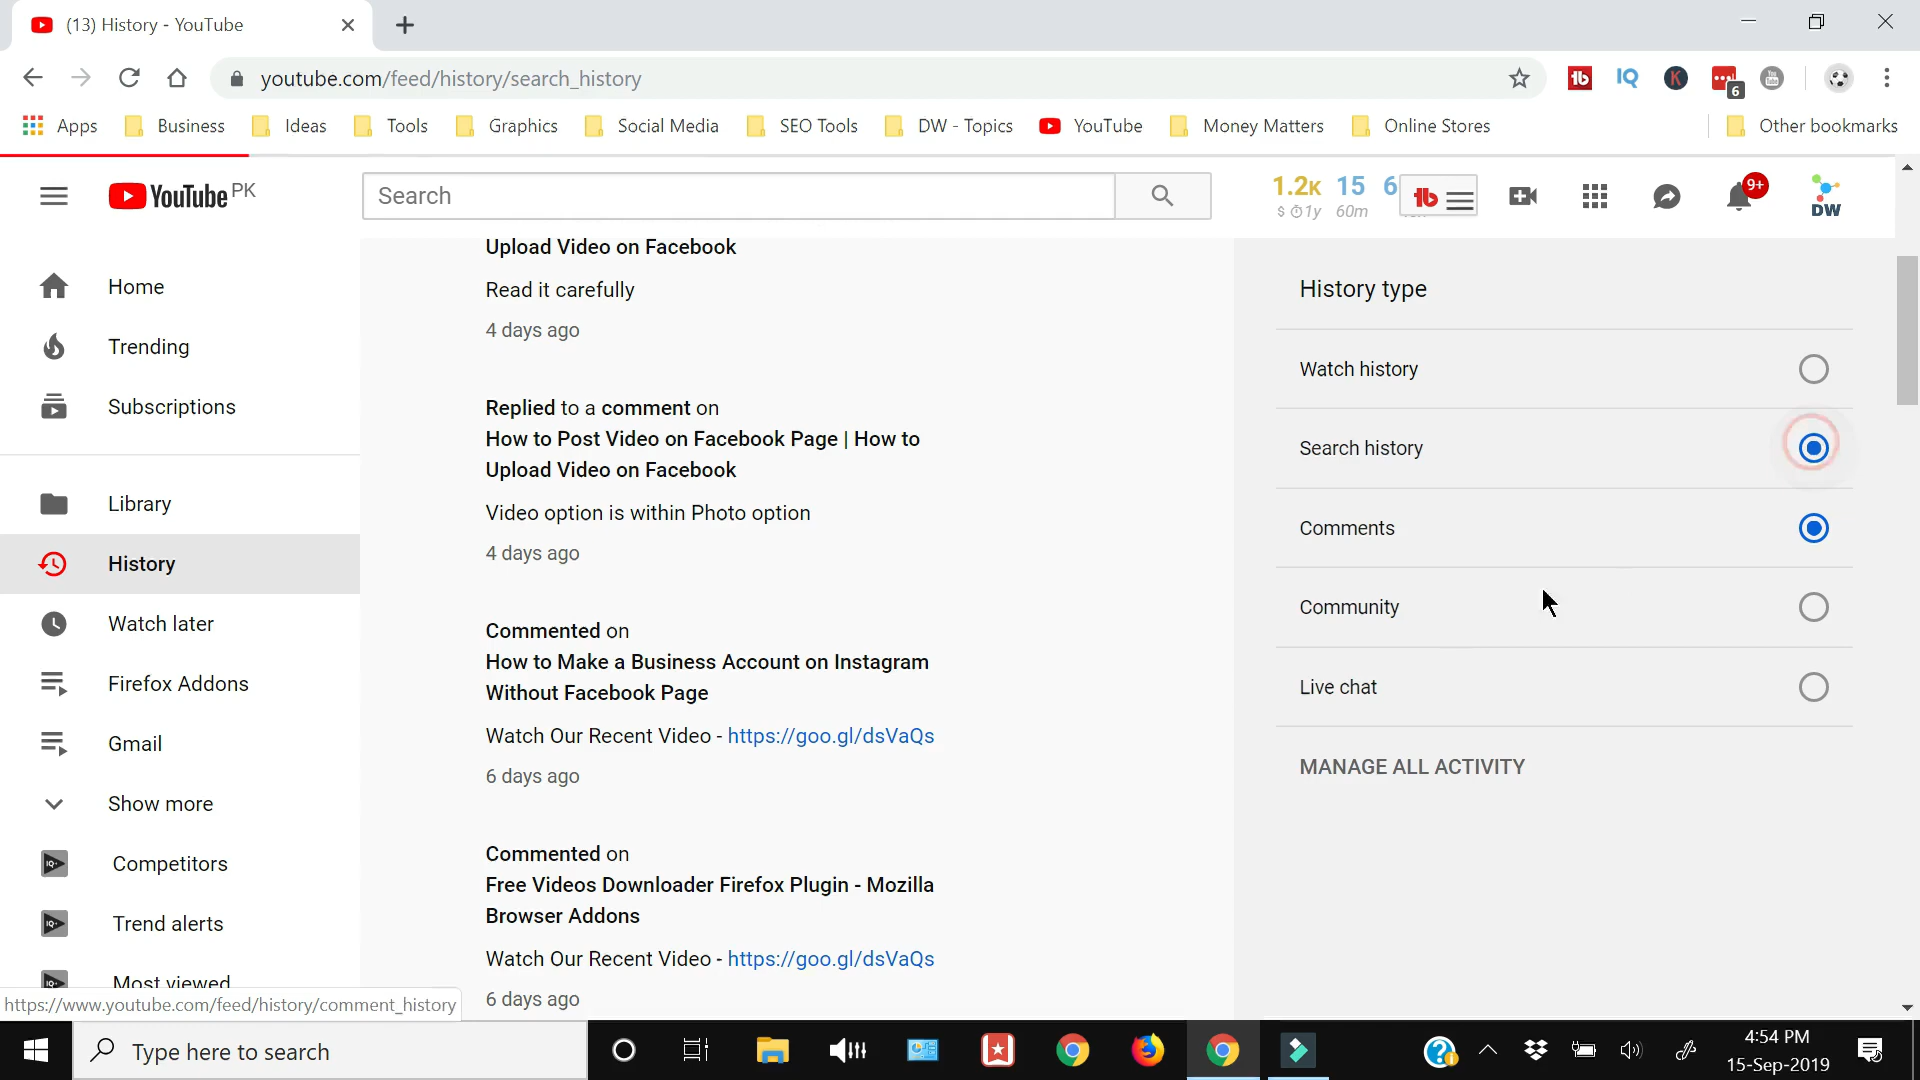 (13) History - YouTube
youtube.com/feed/history/search_history
Apps Business Ideas Tools Graphics Social Media SEO Tools DW - Topics YouTube Money Matters Online Stores Other bookmarks
tb IQ K 6
YouTube PK
Search
1.2K 15 6
$ 1y 60m
tb
9+
DW
Home
Trending
Subscriptions
Library
History
Watch later
Firefox Addons
Gmail
Show more
Competitors
Trend alerts
Most viewed
https://www.youtube.com/feed/history/comment_history
Upload Video on Facebook
Read it carefully
4 days ago
Replied to a comment on
How to Post Video on Facebook Page | How to
Upload Video on Facebook
Video option is within Photo option
4 days ago
Commented on
How to Make a Business Account on Instagram
Without Facebook Page
Watch Our Recent Video - https://goo.gl/dsVaQs
6 days ago
Commented on
Free Videos Downloader Firefox Plugin - Mozilla
Browser Addons
Watch Our Recent Video - https://goo.gl/dsVaQs
6 days ago
History type
Watch history
Search history
Comments
Community
Live chat
MANAGE ALL ACTIVITY
Type here to search
4:54 PM
15-Sep-2019